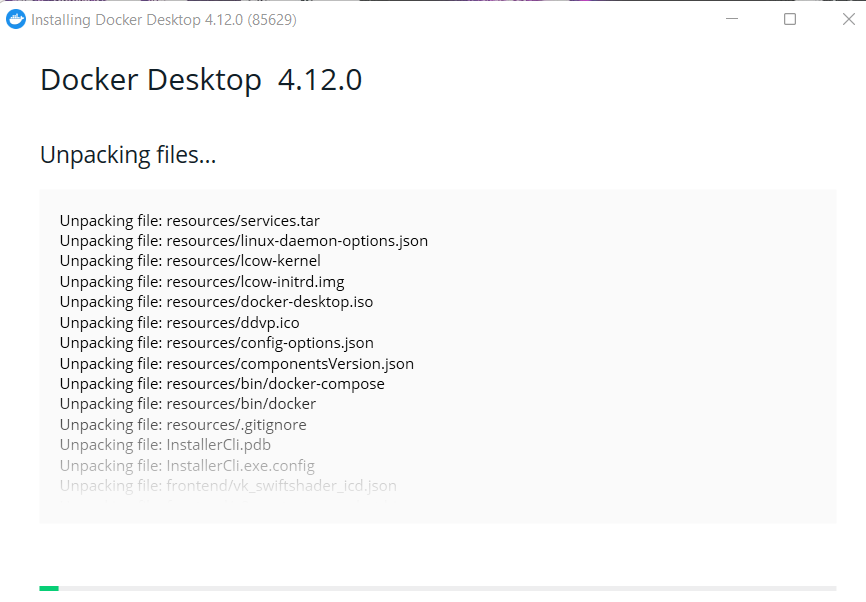 Installing Docker Desktop 4.12.0 (85629)
Docker Desktop 4.12.0
Unpacking files...
Unpacking file: resources/services.tar
Unpacking file: resources/linux-daemon-options.json
Unpacking file: resources/lcow-kernel
Unpacking file: resources/lcow-initrd.img
Unpacking file: resources/docker-desktop.iso
Unpacking file: resources/ddvp.ico
Unpacking file: resources/config-options.json
Unpacking file: resources/componentsVersion.json
Unpacking file: resources/bin/docker-compose
Unpacking file: resources/bin/docker
Unpacking file: resources/.gitignore
Unpacking file: InstallerCli.pdb
Unpacking file: InstallerCli.exe.config
Unpacking file: frontend/vk_swiftshader_icd.json